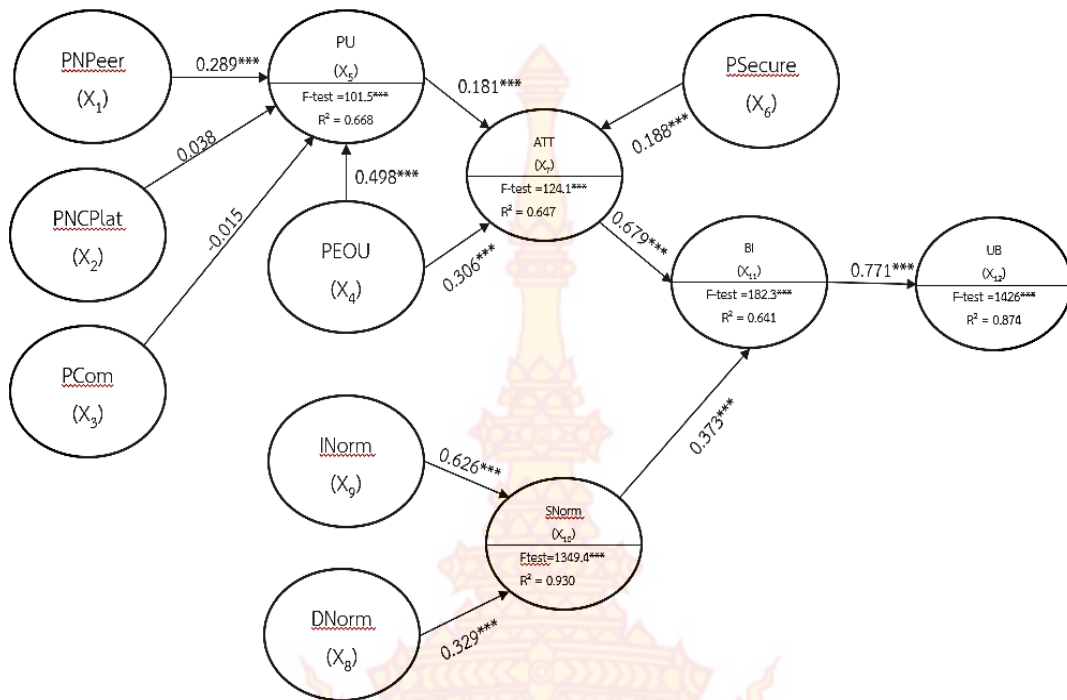 PNPeer
(X₁)
0.289***
PU
(X₅)
F-test =101.5***
R² = 0.668
0.181***
PSecure
(X₆)
0.188***
0.038
ATT
(X₇)
F-test =124.1***
R² = 0.647
PNCPlat
(X₂)
-0.015
0.498***
PEOU
(X₄)
0.306***
0.679***
BI
(X₁₁)
F-test =182.3***
R² = 0.641
0.771***
UB
(X₁₂)
F-test =1426***
R² = 0.874
PCom
(X₃)
0.373***
INorm
(X₉)
0.626***
SNorm
(X₁₀)
Ftest=1349.4***
R² = 0.930
DNorm
(X₈)
0.329***